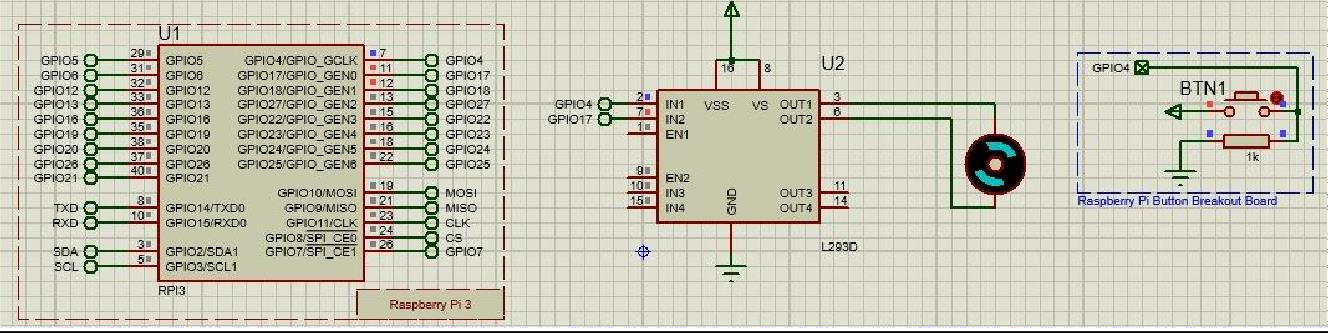 U1
29 7
GPIO5 GPIO5 GPIO4/GPIO_GCLK GPIO4
31 11
GPIO6 GPIO6 GPIO17/GPIO_GEN0 GPIO17
32 12
GPIO12 GPIO12 GPIO18/GPIO_GEN1 GPIO18
33 13
GPIO13 GPIO13 GPIO27/GPIO_GEN2 GPIO27
36 15
GPIO16 GPIO16 GPIO22/GPIO_GEN3 GPIO22
35 16
GPIO19 GPIO19 GPIO23/GPIO_GEN4 GPIO23
38 18
GPIO20 GPIO20 GPIO24/GPIO_GEN5 GPIO24
37 22
GPIO26 GPIO26 GPIO25/GPIO_GEN6 GPIO25
40
GPIO21 GPIO21
19
GPIO10/MOSI MOSI
8 21
TXD GPIO14/TXD0 GPIO9/MISO MISO
10 23
RXD GPIO15/RXD0 GPIO11/CLK CLK
24
GPIO8/SPI_CE0 CS
3 26
SDA GPIO2/SDA1 GPIO7/SPI_CE1 GPIO7
5
SCL GPIO3/SCL1
RPI3
Raspberry Pi 3
U2
16 8
2 3
GPIO4 IN1 VSS VS OUT1
7 6
GPIO17 IN2 OUT2
1
EN1
9
EN2
10 11
IN3 OUT3
15 14
IN4 GND OUT4
L293D
GPIO4
BTN1
1k
Raspberry Pi Button Breakout Board